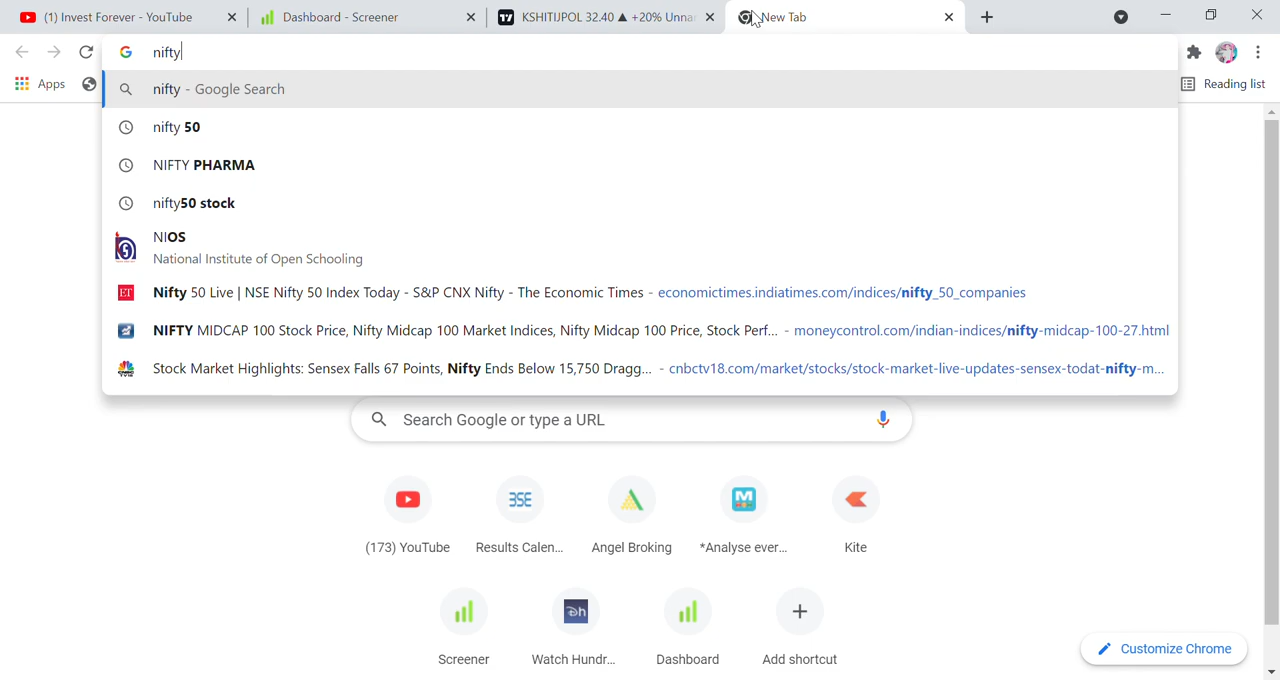 (1) Invest Forever - YouTube
Dashboard - Screener
KSHITIJPOL 32.40 ▲ +20% Unna
New Tab
nifty
Apps
Reading list
nifty - Google Search
nifty 50
NIFTY PHARMA
nifty50 stock
NIOS
National Institute of Open Schooling
ET
Nifty 50 Live | NSE Nifty 50 Index Today - S&P CNX Nifty - The Economic Times - economictimes.indiatimes.com/indices/nifty_50_companies
NIFTY MIDCAP 100 Stock Price, Nifty Midcap 100 Market Indices, Nifty Midcap 100 Price, Stock Perf... - moneycontrol.com/indian-indices/nifty-midcap-100-27.html
Stock Market Highlights: Sensex Falls 67 Points, Nifty Ends Below 15,750 Dragg... - cnbctv18.com/market/stocks/stock-market-live-updates-sensex-todat-nifty-m...
Search Google or type a URL
BSE
M
(173) YouTube
Results Calen...
Angel Broking
*Analyse ever...
Kite
Screener
Watch Hundr...
Dashboard
Add shortcut
Customize Chrome